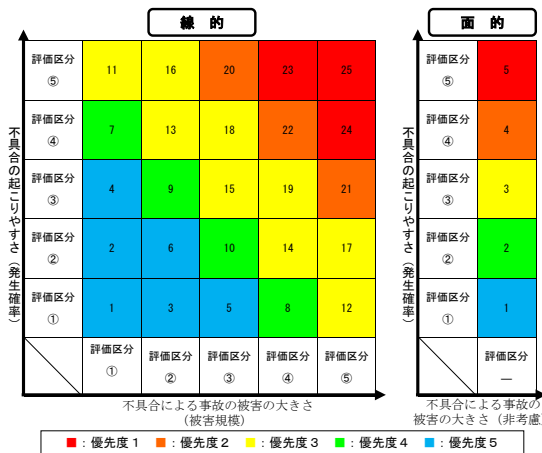 線 的
面 的
不具合の起こりやすさ（発生確率）
評価区分
⑤
11 16 20 23 25
評価区分
④
7 13 18 22 24
評価区分
③
4 9 15 19 21
評価区分
②
2 6 10 14 17
評価区分
①
1 3 5 8 12
評価区分
①
評価区分
②
評価区分
③
評価区分
④
評価区分
⑤
不具合による事故の被害の大きさ
（被害規模）
不具合の起こりやすさ（発生確率）
評価区分
⑤
5
評価区分
④
4
評価区分
③
3
評価区分
②
2
評価区分
①
1
評価区分
―
不具合による事故の
被害の大きさ（非考慮
■：優先度１ ■：優先度２ ■：優先度３ ■：優先度４ ■：優先度５